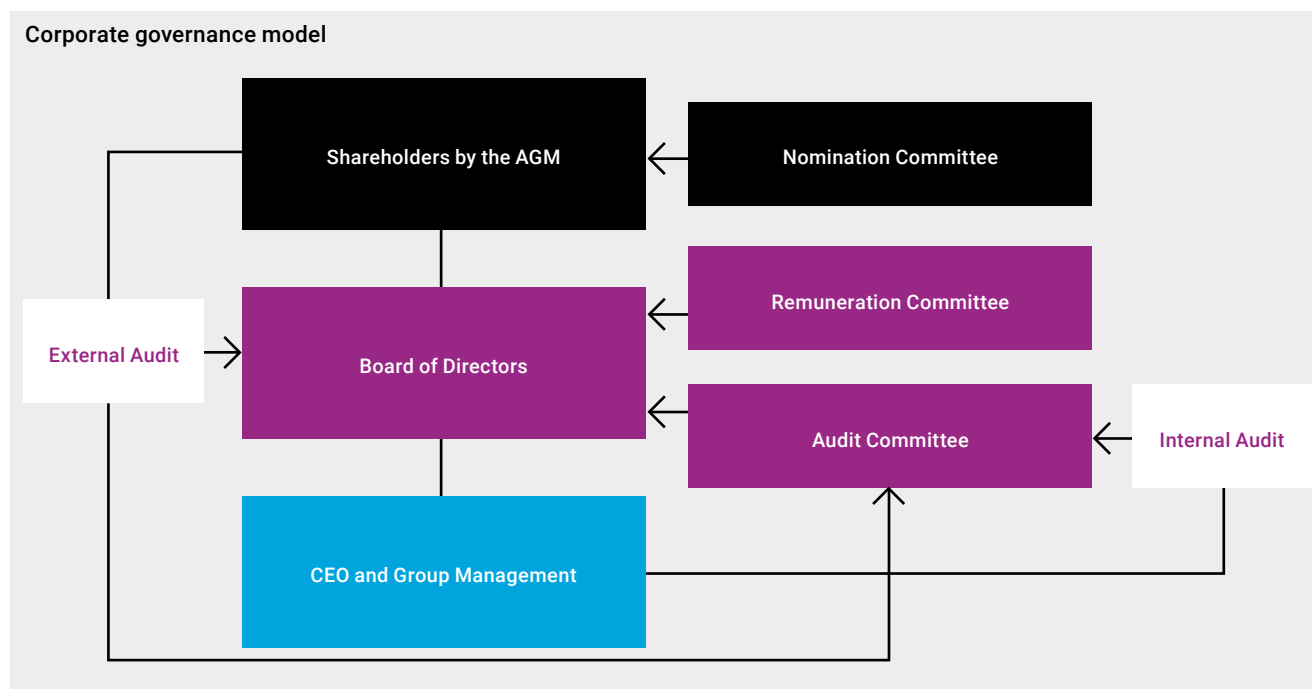 Corporate governance model
Shareholders by the AGM
Nomination Committee
Remuneration Committee
External Audit
Board of Directors
Audit Committee
Internal Audit
CEO and Group Management